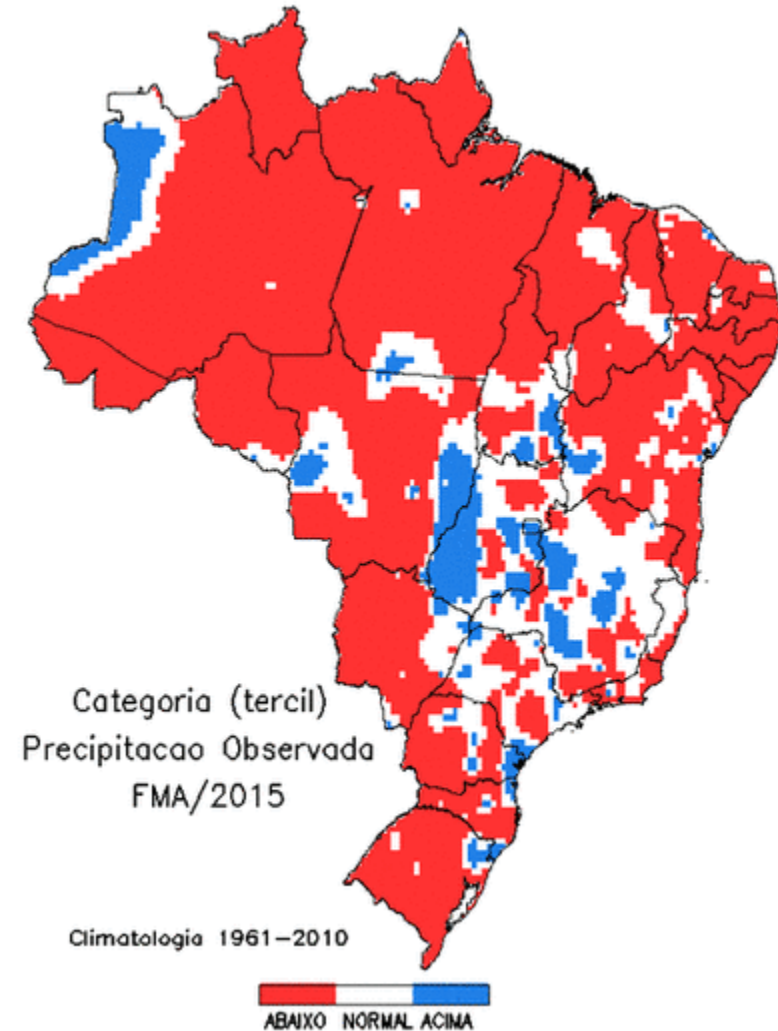 Categoria (tercil)
Precipitacao Observada
FMA/2015
Climatologia 1961-2010
ABAIXO NORMAL ACIMA